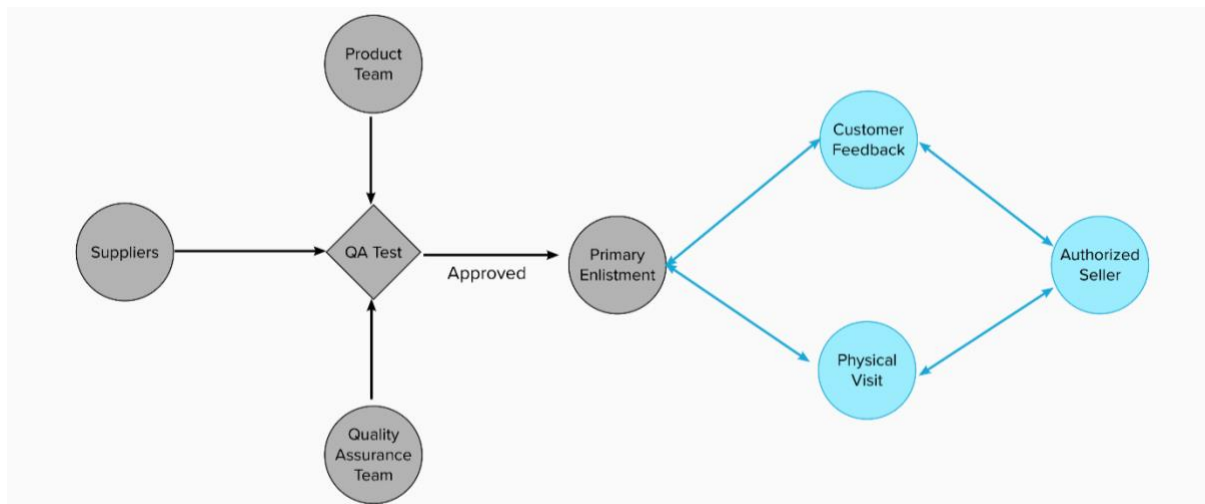 Product
Team
Suppliers
QA Test
Approved
Quality
Assurance
Team
Primary
Enlistment
Customer
Feedback
Physical
Visit
Authorized
Seller